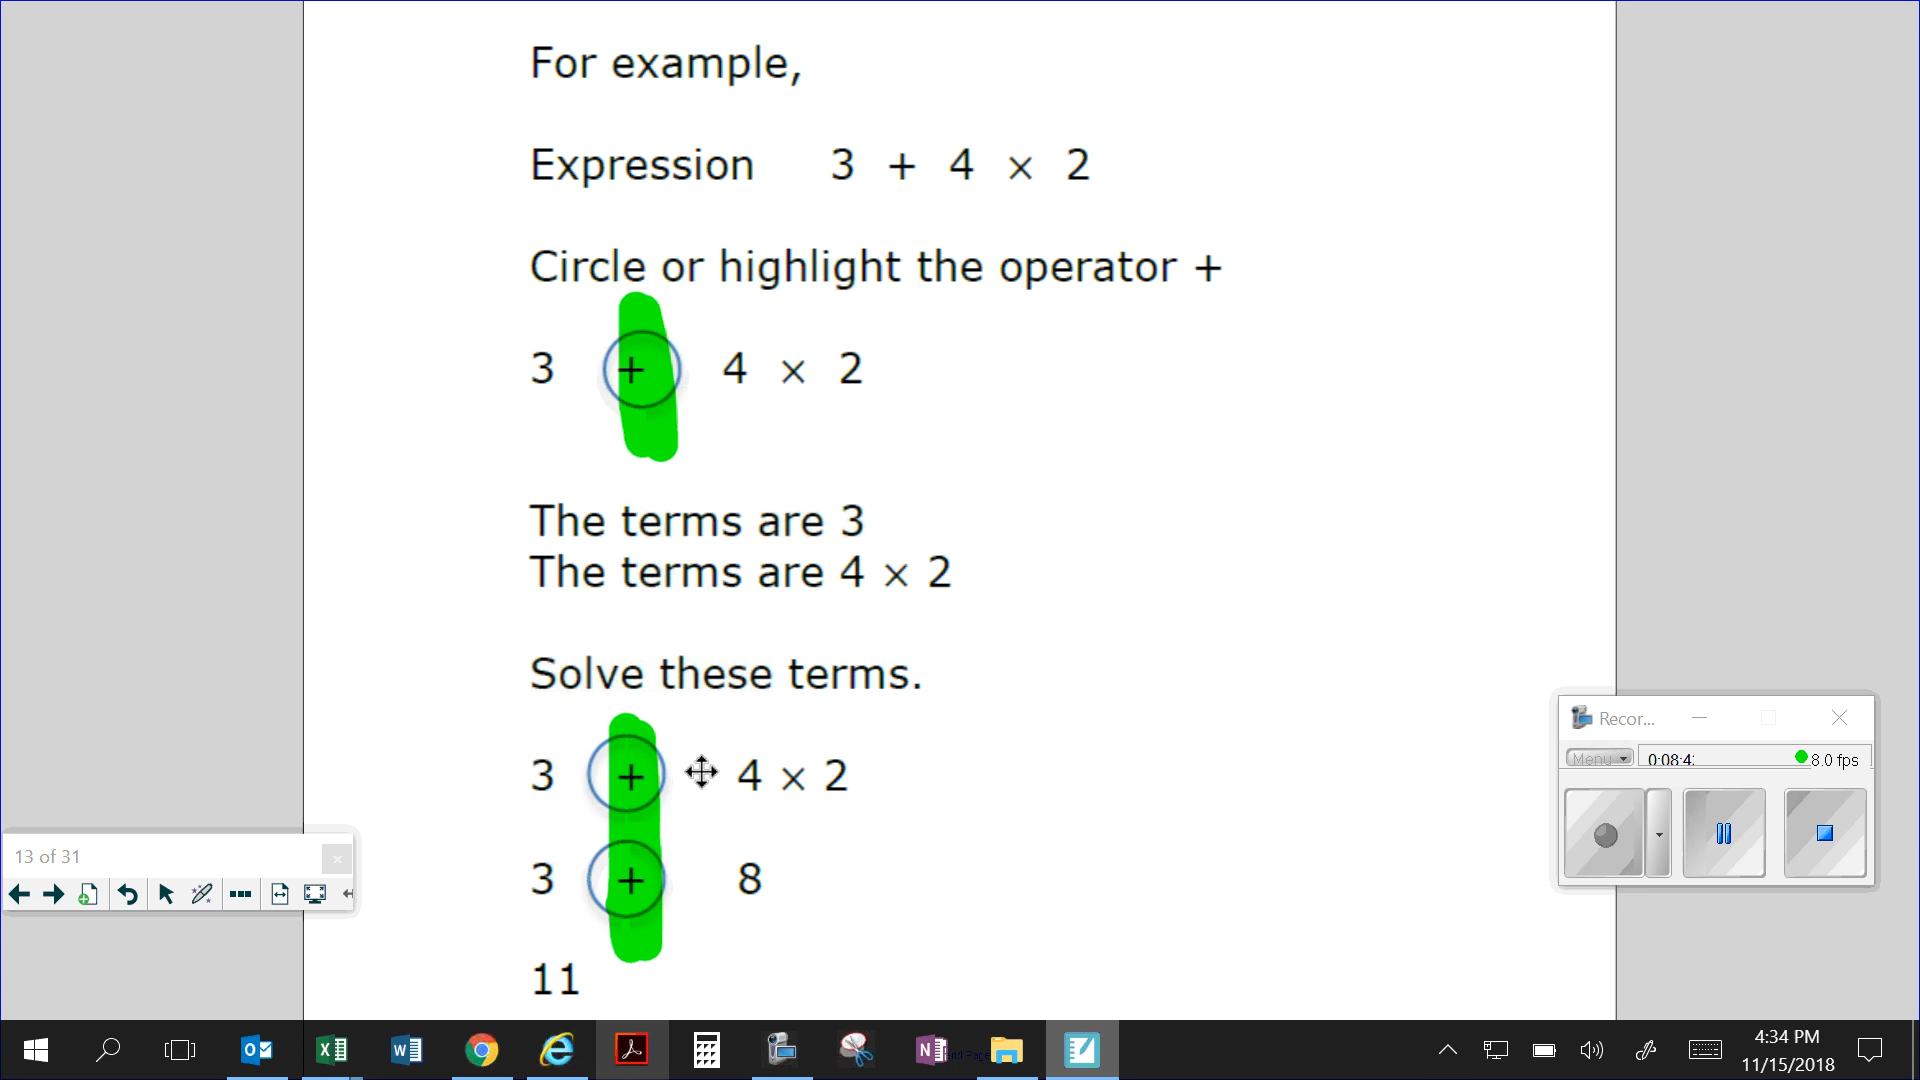 For example,
Expression 3 + 4 × 2
Circle or highlight the operator +
3 + 4 × 2
The terms are 3
The terms are 4 × 2
Solve these terms.
3 + 4 × 2
3 + 8
11
Recor...
Menu 0:08:4 8.0 fps
13 of 31
4:34 PM
11/15/2018